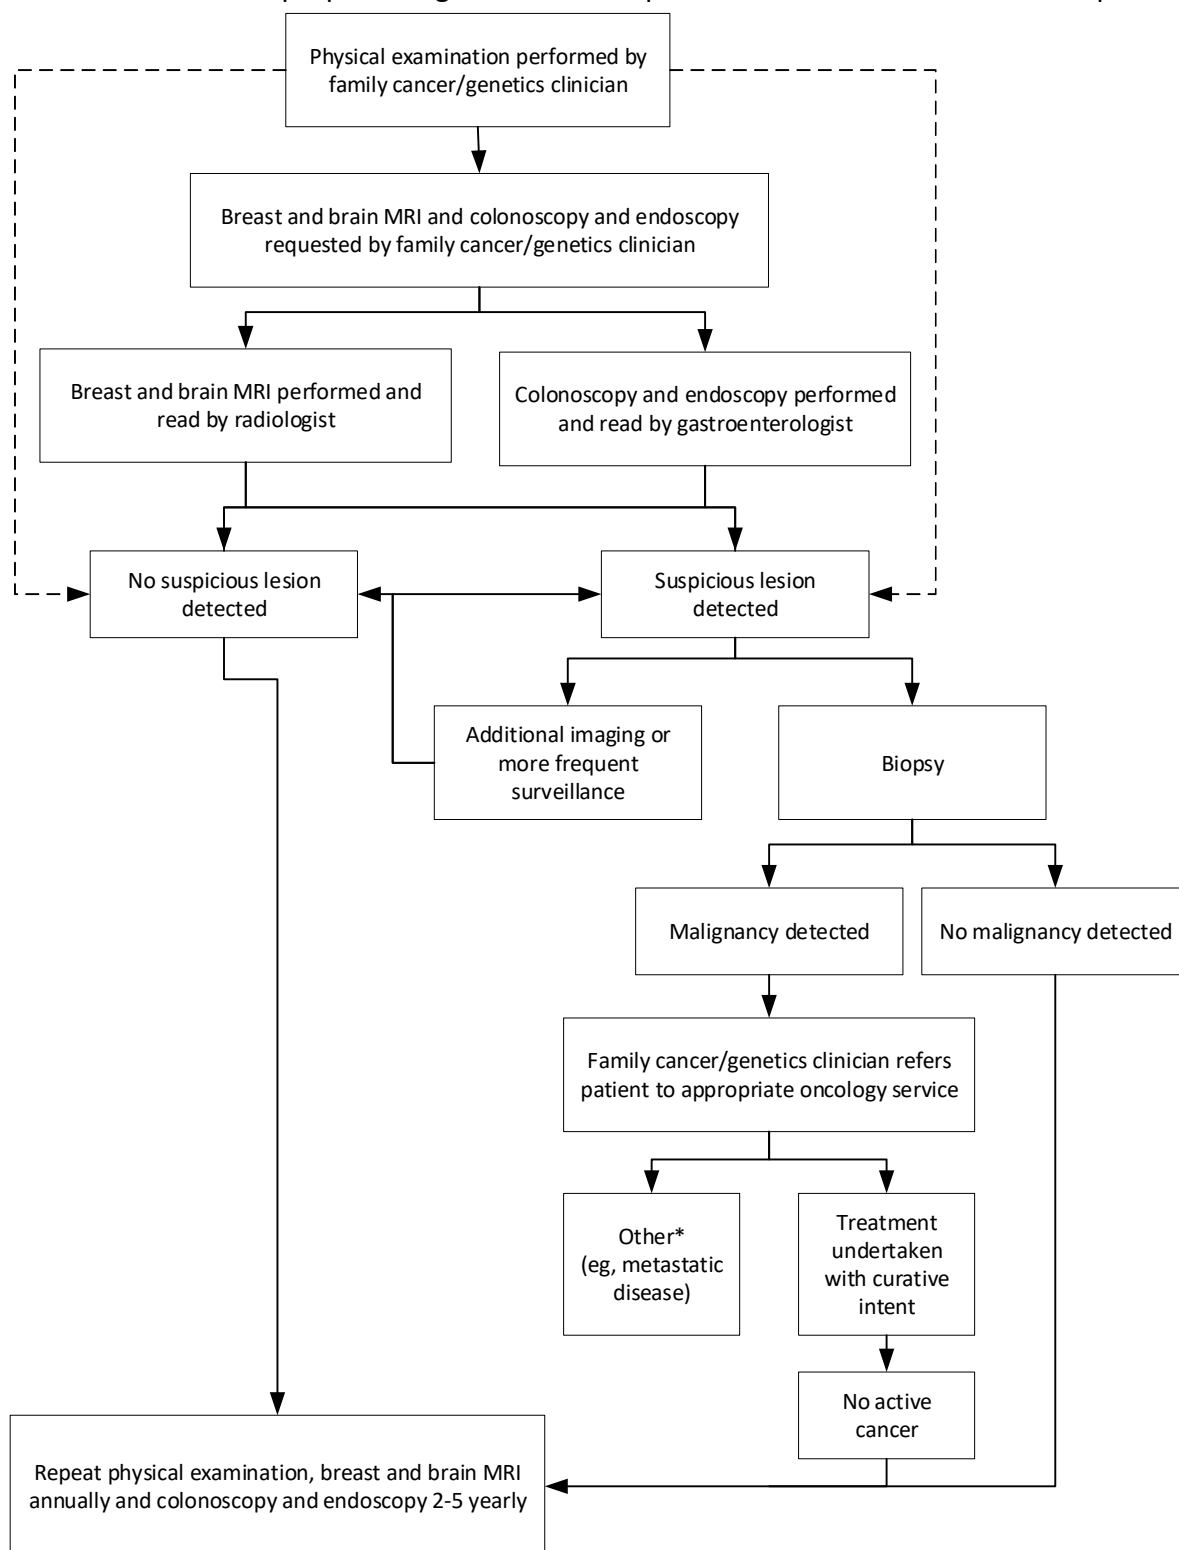 Physical examination performed by
family cancer/genetics clinician
Breast and brain MRI and colonoscopy and endoscopy
requested by family cancer/genetics clinician
Breast and brain MRI performed and
read by radiologist
Colonoscopy and endoscopy performed
and read by gastroenterologist
No suspicious lesion
detected
Suspicious lesion
detected
Additional imaging or
more frequent
surveillance
Biopsy
Malignancy detected
No malignancy detected
Family cancer/genetics clinician refers
patient to appropriate oncology service
Other*
(eg, metastatic
disease)
Treatment
undertaken
with curative
intent
No active
cancer
Repeat physical examination, breast and brain MRI
annually and colonoscopy and endoscopy 2-5 yearly